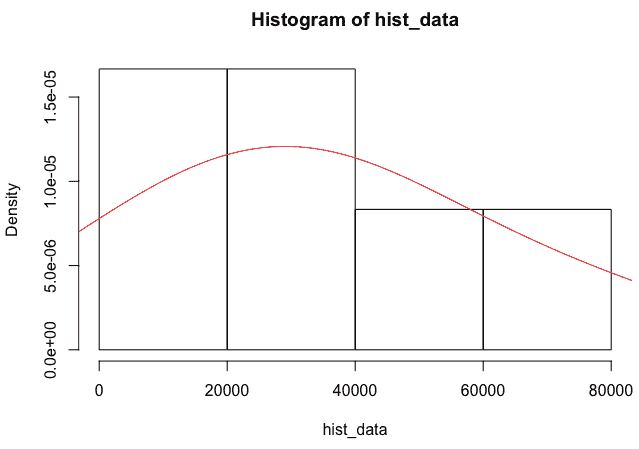 Histogram of hist_data
Density
0.0e+00
5.0e-06
1.0e-05
1.5e-05
0
20000
40000
60000
80000
hist_data